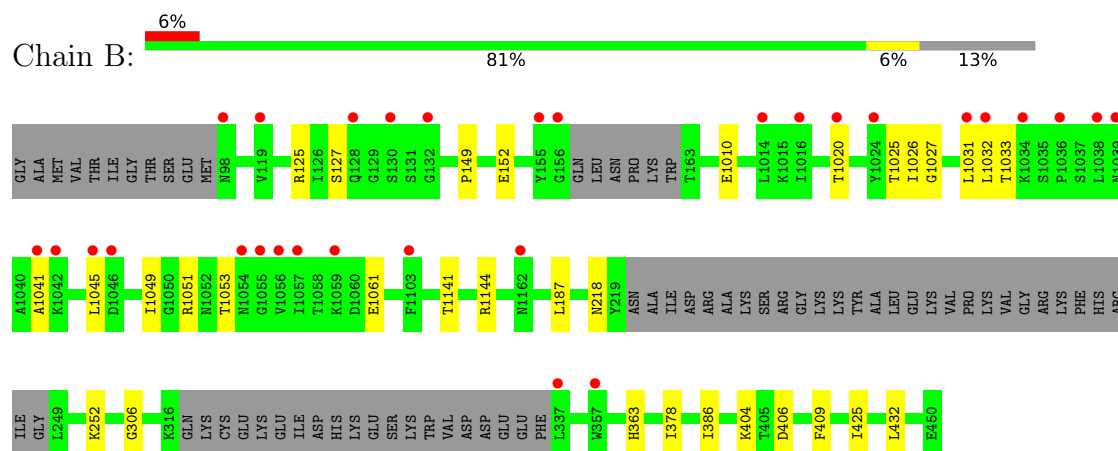 6%
Chain B:
81% 6% 13%
GLY ALA MET VAL THR ILE GLY THR SER GLU MET N98 V119 R125 I126 S127 Q128 G129 S130 S131 G132 P149 E152 Y155 G156 GLN LEU ASN PRO LYS TRP T163 E1010 L1014 K1015 I1016 T1020 Y1024 T1025 I1026 G1027 L1031 L1032 T1033 K1034 S1035 P1036 S1037 L1038 N1039
A1040 A1041 K1042 L1045 D1046 I1049 G1050 R1051 N1052 T1053 N1054 G1055 V1056 I1057 T1058 K1059 D1060 E1061 F1103 T1141 R1144 N1162 L187 N218 Y219 ASN ALA ILE ASP ARG ALA LYS SER ARG GLY LYS LYS TYR ALA LEU GLU LYS VAL PRO LYS VAL GLY ARG LYS PHE HIS ARG
ILE GLY L249 K252 G306 K316 GLN LYS CYS GLU LYS GLU ILE ASP HIS LYS GLU SER LYS TRP VAL ASP ASP GLU GLU PHE L337 W357 H363 I378 I386 K404 T405 D406 F409 I425 L432 E450